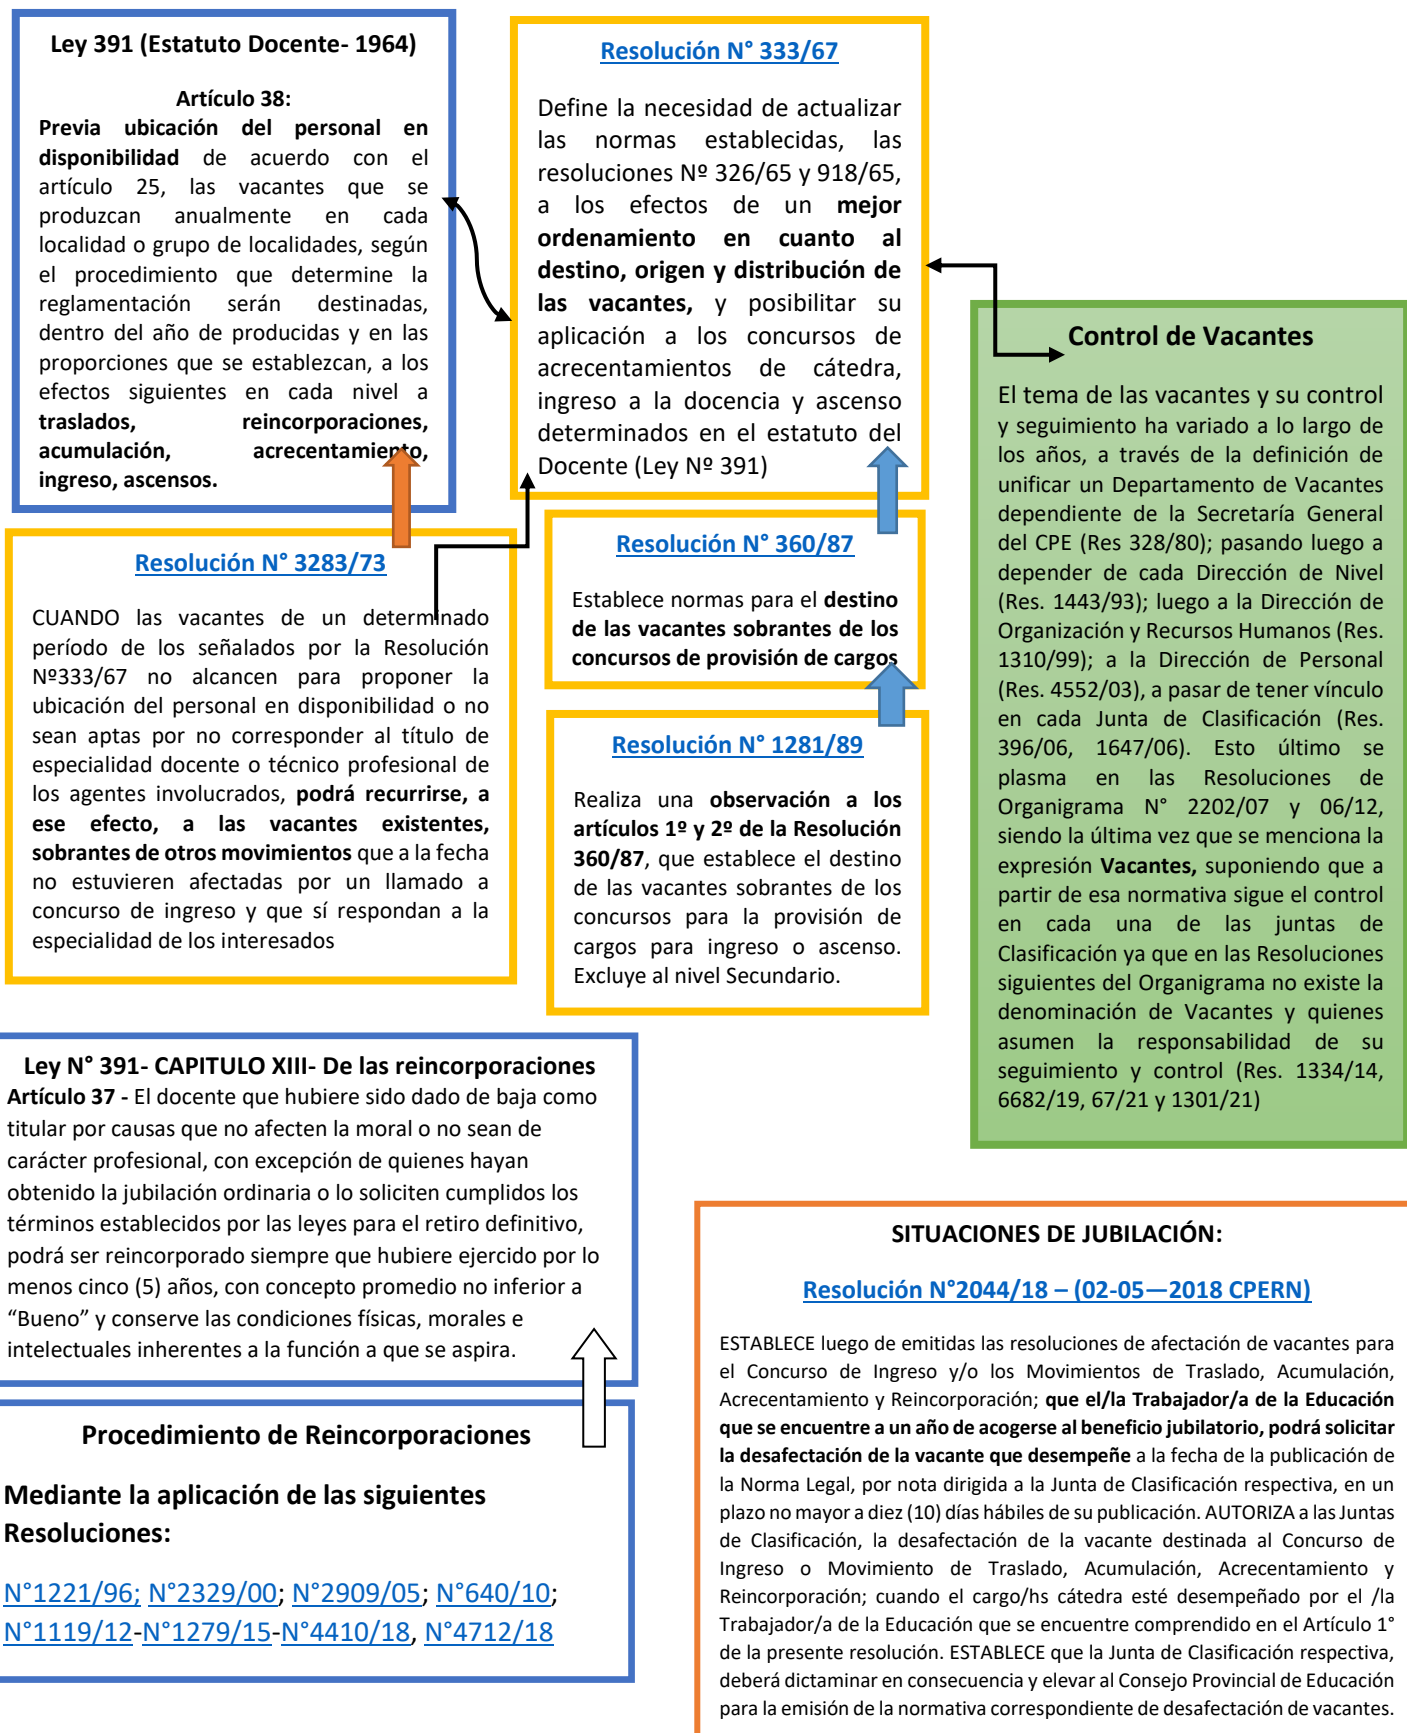 Ley 391 (Estatuto Docente- 1964)
Artículo 38:
Previa ubicación del personal en
disponibilidad de acuerdo con el
artículo 25, las vacantes que se
produzcan anualmente en cada
localidad o grupo de localidades, según
el procedimiento que determine la
reglamentación serán destinadas,
dentro del año de producidas y en las
proporciones que se establezcan, a los
efectos siguientes en cada nivel a
traslados, reincorporaciones,
acumulación, acrecentamiento,
ingreso, ascensos.
Resolución N° 333/67
Define la necesidad de actualizar
las normas establecidas, las
resoluciones Nº 326/65 y 918/65,
a los efectos de un mejor
ordenamiento en cuanto al
destino, origen y distribución de
las vacantes, y posibilitar su
aplicación a los concursos de
acrecentamientos de cátedra,
ingreso a la docencia y ascenso
determinados en el estatuto del
Docente (Ley Nº 391)
Control de Vacantes
El tema de las vacantes y su control
y seguimiento ha variado a lo largo de
los años, a través de la definición de
unificar un Departamento de Vacantes
dependiente de la Secretaría General
del CPE (Res 328/80); pasando luego a
depender de cada Dirección de Nivel
(Res. 1443/93); luego a la Dirección de
Organización y Recursos Humanos (Res.
1310/99); a la Dirección de Personal
(Res. 4552/03), a pasar de tener vínculo
en cada Junta de Clasificación (Res.
396/06, 1647/06). Esto último se
plasma en las Resoluciones de
Organigrama N° 2202/07 y 06/12,
siendo la última vez que se menciona la
expresión Vacantes, suponiendo que a
partir de esa normativa sigue el control
en cada una de las juntas de
Clasificación ya que en las Resoluciones
siguientes del Organigrama no existe la
denominación de Vacantes y quienes
asumen la responsabilidad de su
seguimiento y control (Res. 1334/14,
6682/19, 67/21 y 1301/21)
Resolución N° 3283/73
CUANDO las vacantes de un determinado
período de los señalados por la Resolución
Nº333/67 no alcancen para proponer la
ubicación del personal en disponibilidad o no
sean aptas por no corresponder al título de
especialidad docente o técnico profesional de
los agentes involucrados, podrá recurrirse, a
ese efecto, a las vacantes existentes,
sobrantes de otros movimientos que a la fecha
no estuvieren afectadas por un llamado a
concurso de ingreso y que sí respondan a la
especialidad de los interesados
Resolución N° 360/87
Establece normas para el destino
de las vacantes sobrantes de los
concursos de provisión de cargos
Resolución N° 1281/89
Realiza una observación a los
artículos 1º y 2º de la Resolución
360/87, que establece el destino
de las vacantes sobrantes de los
concursos para la provisión de
cargos para ingreso o ascenso.
Excluye al nivel Secundario.
Ley N° 391- CAPITULO XIII- De las reincorporaciones
Artículo 37 - El docente que hubiere sido dado de baja como
titular por causas que no afecten la moral o no sean de
carácter profesional, con excepción de quienes hayan
obtenido la jubilación ordinaria o lo soliciten cumplidos los
términos establecidos por las leyes para el retiro definitivo,
podrá ser reincorporado siempre que hubiere ejercido por lo
menos cinco (5) años, con concepto promedio no inferior a
“Bueno” y conserve las condiciones físicas, morales e
intelectuales inherentes a la función a que se aspira.
Procedimiento de Reincorporaciones
Mediante la aplicación de las siguientes
Resoluciones:
N°1221/96; N°2329/00; N°2909/05; N°640/10;
N°1119/12-N°1279/15-N°4410/18, N°4712/18
SITUACIONES DE JUBILACIÓN:
Resolución N°2044/18 – (02-05—2018 CPERN)
ESTABLECE luego de emitidas las resoluciones de afectación de vacantes para
el Concurso de Ingreso y/o los Movimientos de Traslado, Acumulación,
Acrecentamiento y Reincorporación; que el/la Trabajador/a de la Educación
que se encuentre a un año de acogerse al beneficio jubilatorio, podrá solicitar
la desafectación de la vacante que desempeñe a la fecha de la publicación de
la Norma Legal, por nota dirigida a la Junta de Clasificación respectiva, en un
plazo no mayor a diez (10) días hábiles de su publicación. AUTORIZA a las Juntas
de Clasificación, la desafectación de la vacante destinada al Concurso de
Ingreso o Movimiento de Traslado, Acumulación, Acrecentamiento y
Reincorporación; cuando el cargo/hs cátedra esté desempeñado por el /la
Trabajador/a de la Educación que se encuentre comprendido en el Artículo 1°
de la presente resolución. ESTABLECE que la Junta de Clasificación respectiva,
deberá dictaminar en consecuencia y elevar al Consejo Provincial de Educación
para la emisión de la normativa correspondiente de desafectación de vacantes.